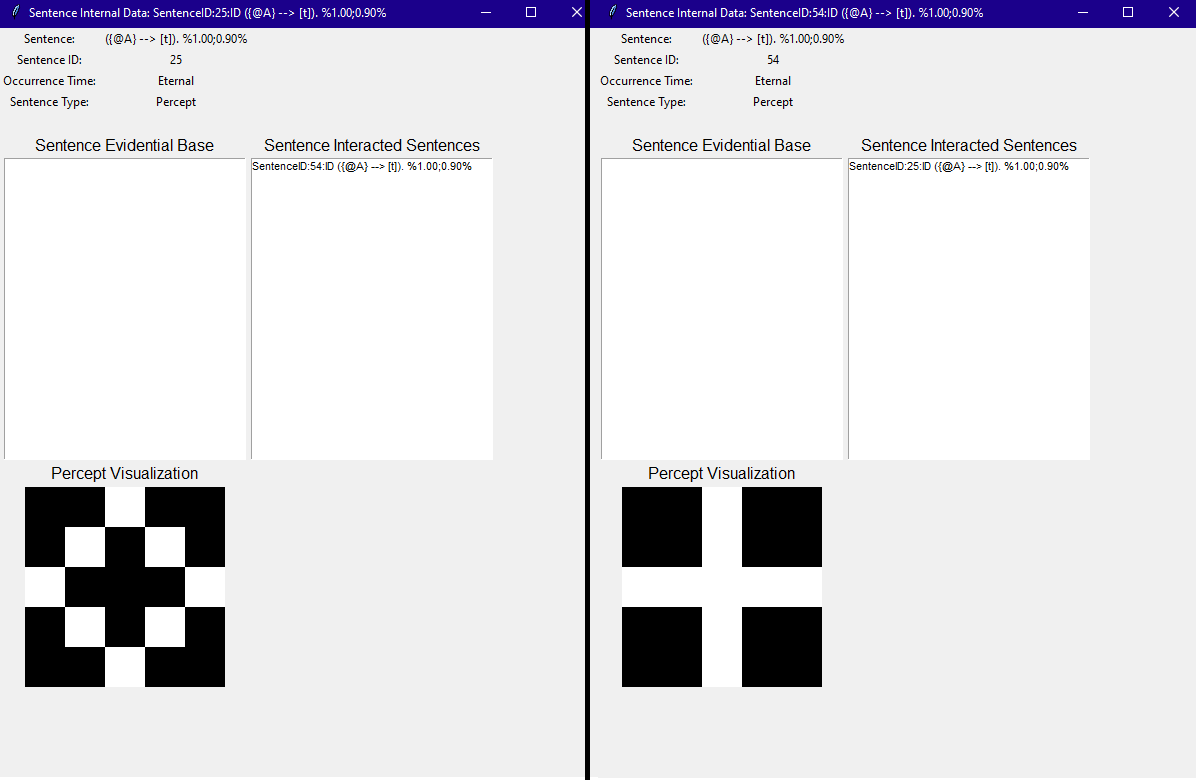 Sentence Internal Data: SentenceID:25:ID ({@A} --> [t]). %1.00;0.90%
Sentence: ({@A} --> [t]). %1.00;0.90%
Sentence ID: 25
Occurrence Time: Eternal
Sentence Type: Percept
Sentence Evidential Base
Sentence Interacted Sentences
SentenceID:54:ID ({@A} --> [t]). %1.00;0.90%
Percept Visualization
Sentence Internal Data: SentenceID:54:ID ({@A} --> [t]). %1.00;0.90%
Sentence: ({@A} --> [t]). %1.00;0.90%
Sentence ID: 54
Occurrence Time: Eternal
Sentence Type: Percept
Sentence Evidential Base
Sentence Interacted Sentences
SentenceID:25:ID ({@A} --> [t]). %1.00;0.90%
Percept Visualization